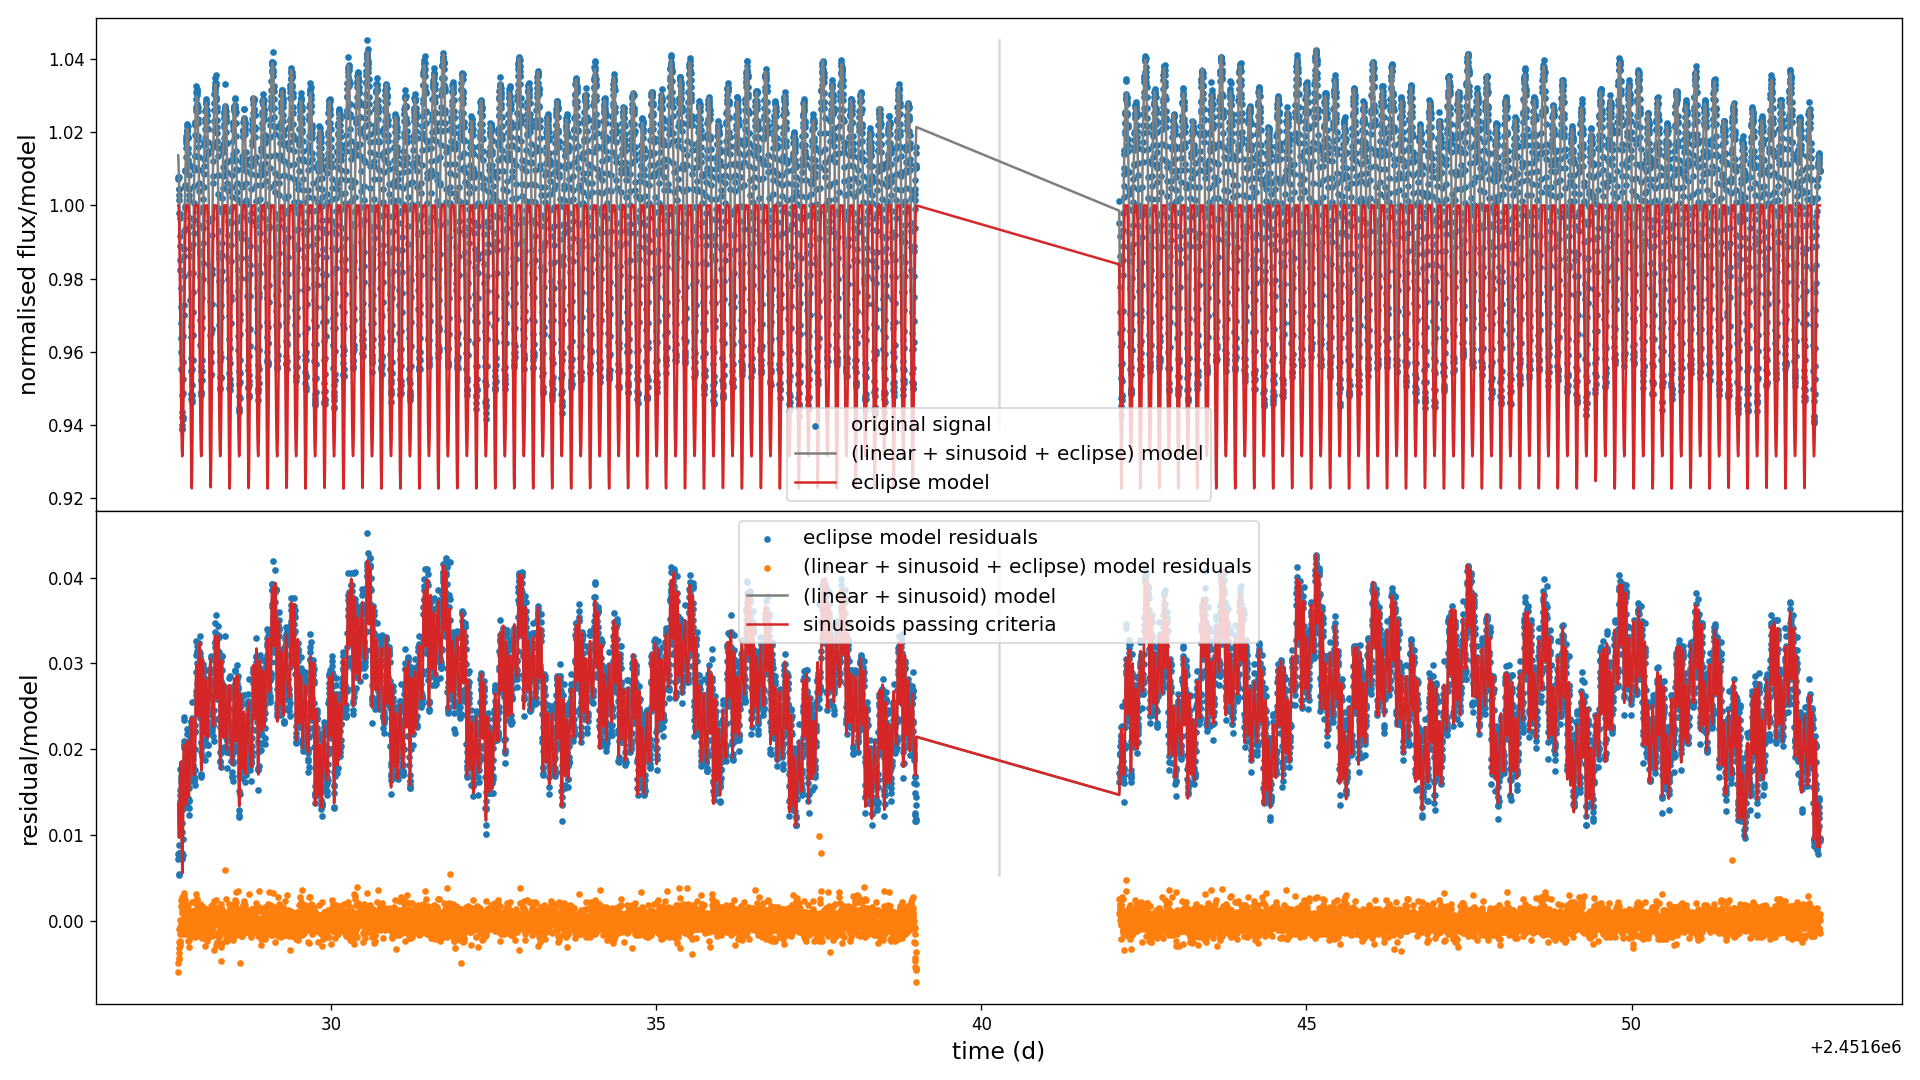 1.04
1.02
1.00
0.98
0.96
0.94
0.92
normalised flux/model
original signal
(linear + sinusoid + eclipse) model
eclipse model
0.04
0.03
0.02
0.01
0.00
residual/model
eclipse model residuals
(linear + sinusoid + eclipse) model residuals
(linear + sinusoid) model
sinusoids passing criteria
30
35
40
45
50
time (d)
+2.4516e6